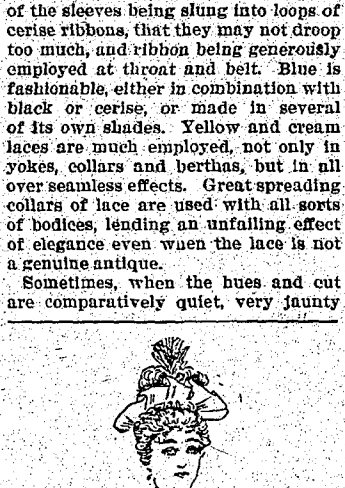 of the sleeves being slung into loops of
cerise ribbons, that they may not droop
too much, and ribbon being generously
employed at throat and belt. Blue is
fashionable, either in combination with
black or cerise, or made in several
of its own shades. Yellow and cream
laces are much employed, not only in
yokes, collars and berthas, but in all
over seamless effects. Great spreading
collars of lace are used with all sorts
of bodices, lending an unfailing effect
of elegance even when the lace is not
a genuine antique.
Sometimes, when the hues and cut
are comparatively quiet, very jaunty